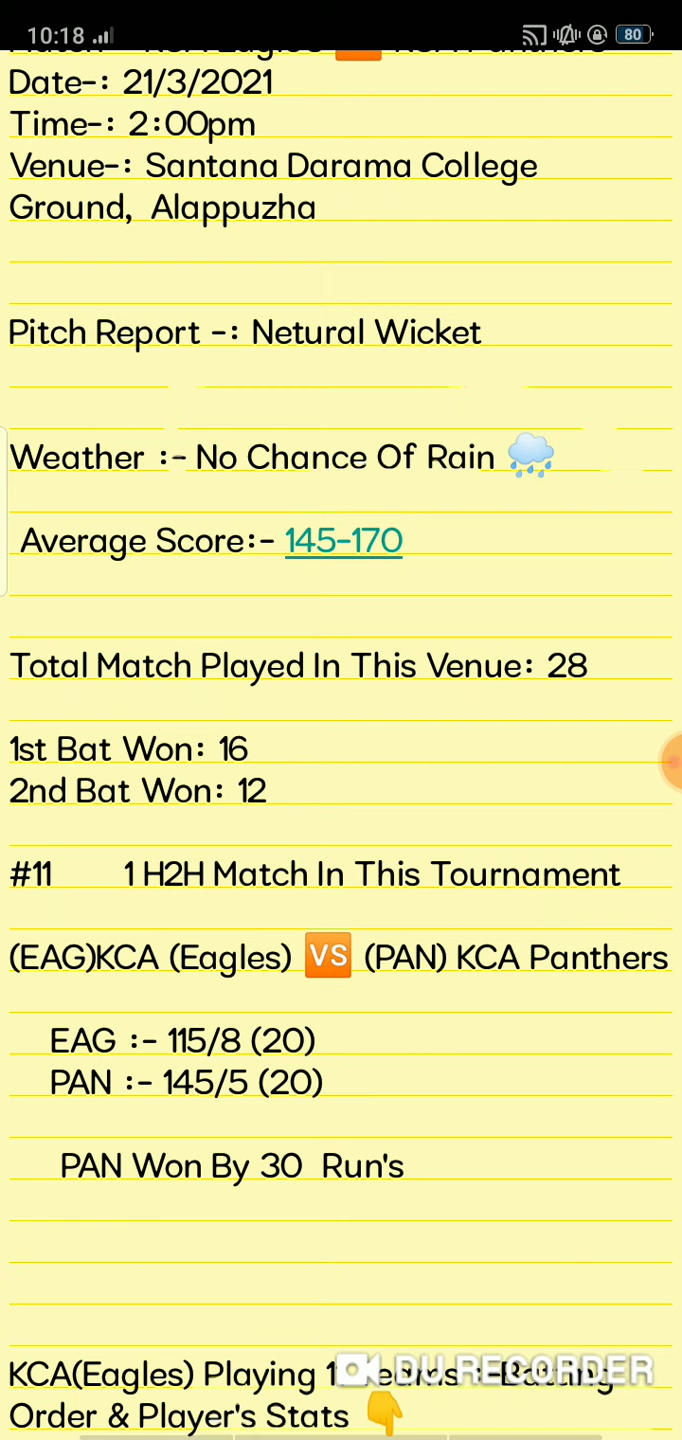 10:18 80
Date-: 21/3/2021
Time-: 2:00pm
Venue-: Santana Darama College
Ground, Alappuzha
Pitch Report -: Netural Wicket
Weather :- No Chance Of Rain 🌧️
Average Score:- 145-170
Total Match Played In This Venue: 28
1st Bat Won: 16
2nd Bat Won: 12
#11 1 H2H Match In This Tournament
(EAG)KCA (Eagles) 🆚 (PAN) KCA Panthers
EAG :- 115/8 (20)
PAN :- 145/5 (20)
PAN Won By 30 Run's
KCA(Eagles) Playing :-Batting
DU RECORDER
Order & Player's Stats 👇